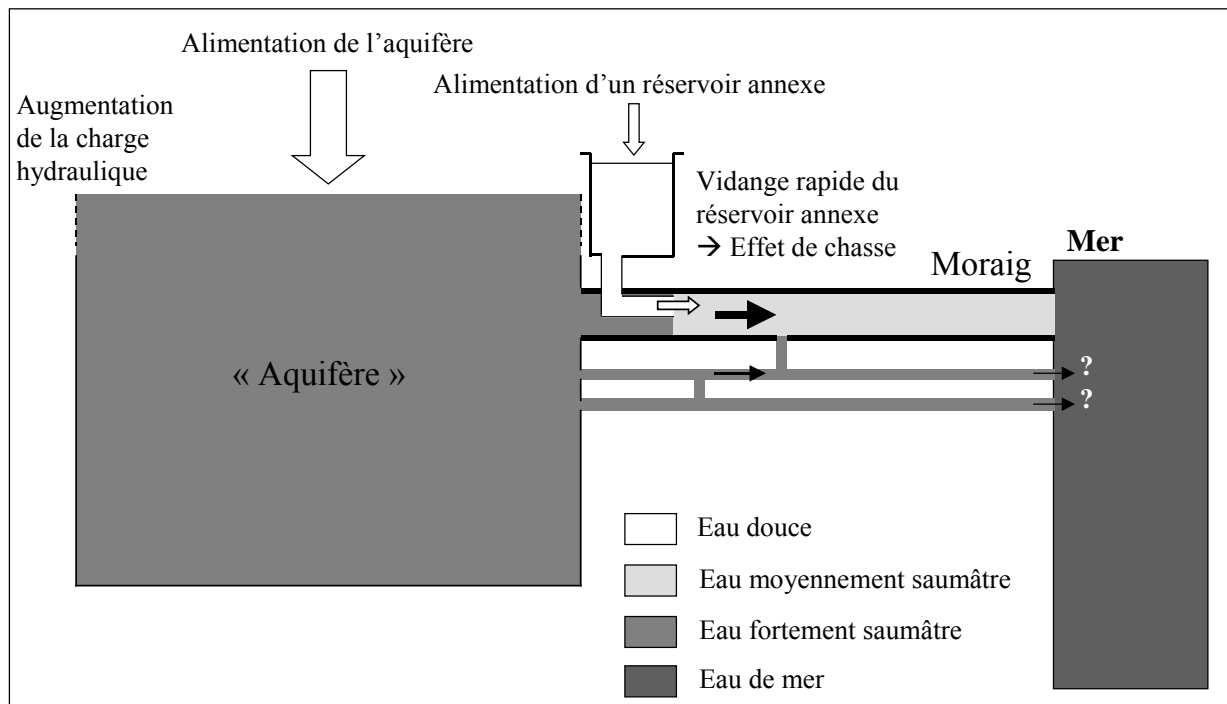 Alimentation de l’aquifère
Alimentation d’un réservoir annexe
Augmentation
de la charge
hydraulique
Vidange rapide du
réservoir annexe
→ Effet de chasse
Mer
Moraig
« Aquifère »
?
?
Eau douce
Eau moyennement saumâtre
Eau fortement saumâtre
Eau de mer